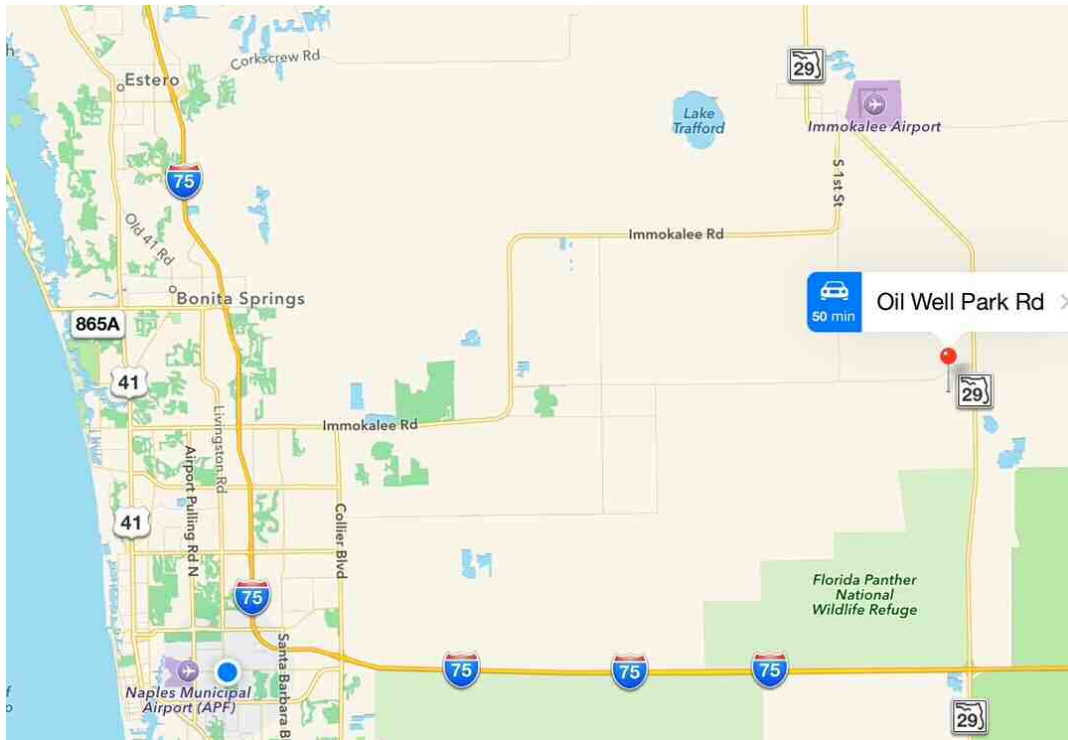 Estero
Corkscrew Rd
29
Lake
Trafford
Immokalee Airport
75
S 1st St
Old 41 Rd
Immokalee Rd
Bonita Springs
50 min
Oil Well Park Rd
865A
41
29
Livingston Rd
Immokalee Rd
Airport Pulling Rd N
Collier Blvd
41
75
Florida Panther
National
Wildlife Refuge
Santa Barbara B
75
75
75
Naples Municipal
Airport (APF)
29